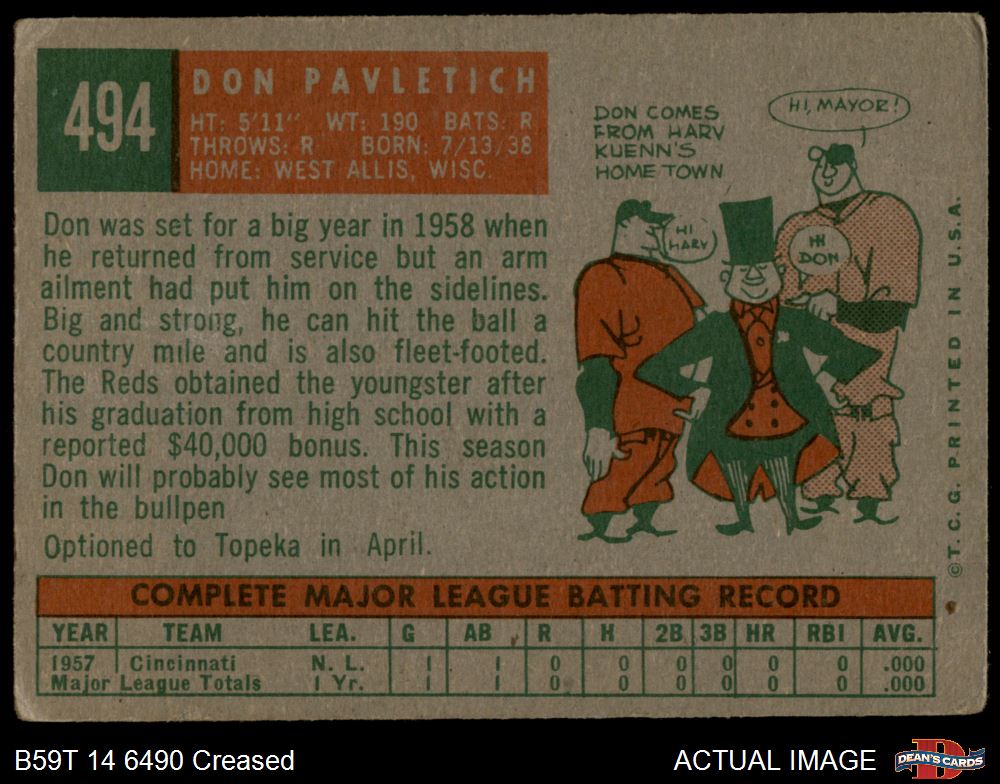 494
DON PAVLETICH
HT: 5'11" WT: 190 BATS: R
THROWS: R BORN: 7/13/38
HOME: WEST ALLIS, WISC.
Don was set for a big year in 1958 when
he returned from service but an arm
ailment had put him on the sidelines.
Big and strong, he can hit the ball a
country mile and is also fleet-footed.
The Reds obtained the youngster after
his graduation from high school with a
reported $40,000 bonus. This season
Don will probably see most of his action
in the bullpen
Optioned to Topeka in April.
DON COMES
FROM HARV
KUENN'S
HOME TOWN
HI, MAYOR!
HI
HARV
HI
DON
©T. C. G. PRINTED IN U.S.A.
COMPLETE MAJOR LEAGUE BATTING RECORD
YEAR TEAM LEA. G AB R H 2B 3B HR RBI AVG.
1957 Cincinnati N. L. 1 1 0 0 0 0 0 0 .000
Major League Totals 1 Yr. 1 1 0 0 0 0 0 0 .000
B59T 14 6490 Creased
ACTUAL IMAGE
D
DEAN'S CARDS